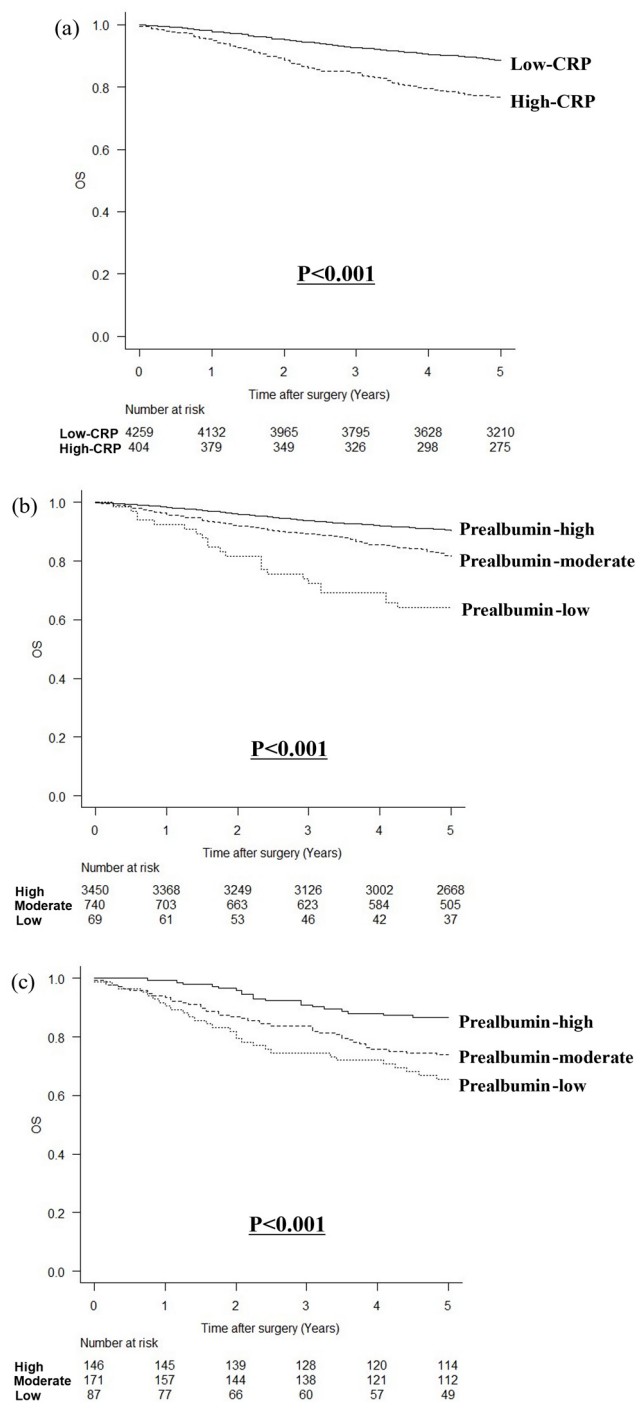 (a)
1.0
Low-CRP
0.8
High-CRP
0.6
OS
0.4
0.2
P<0.001
0.0
0 1 2 3 4 5
Time after surgery (Years)
Number at risk
Low-CRP 4259 4132 3965 3795 3628 3210
High-CRP 404 379 349 326 298 275
(b)
1.0
Prealbumin-high
0.8
Prealbumin-moderate
Prealbumin-low
0.6
OS
0.4
0.2
P<0.001
0.0
0 1 2 3 4 5
Time after surgery (Years)
Number at risk
High 3450 3368 3249 3126 3002 2668
Moderate 740 703 663 623 584 505
Low 69 61 53 46 42 37
(c)
1.0
Prealbumin-high
0.8
Prealbumin-moderate
Prealbumin-low
0.6
OS
0.4
0.2
P<0.001
0.0
0 1 2 3 4 5
Time after surgery (Years)
Number at risk
High 146 145 139 128 120 114
Moderate 171 157 144 138 121 112
Low 87 77 66 60 57 49